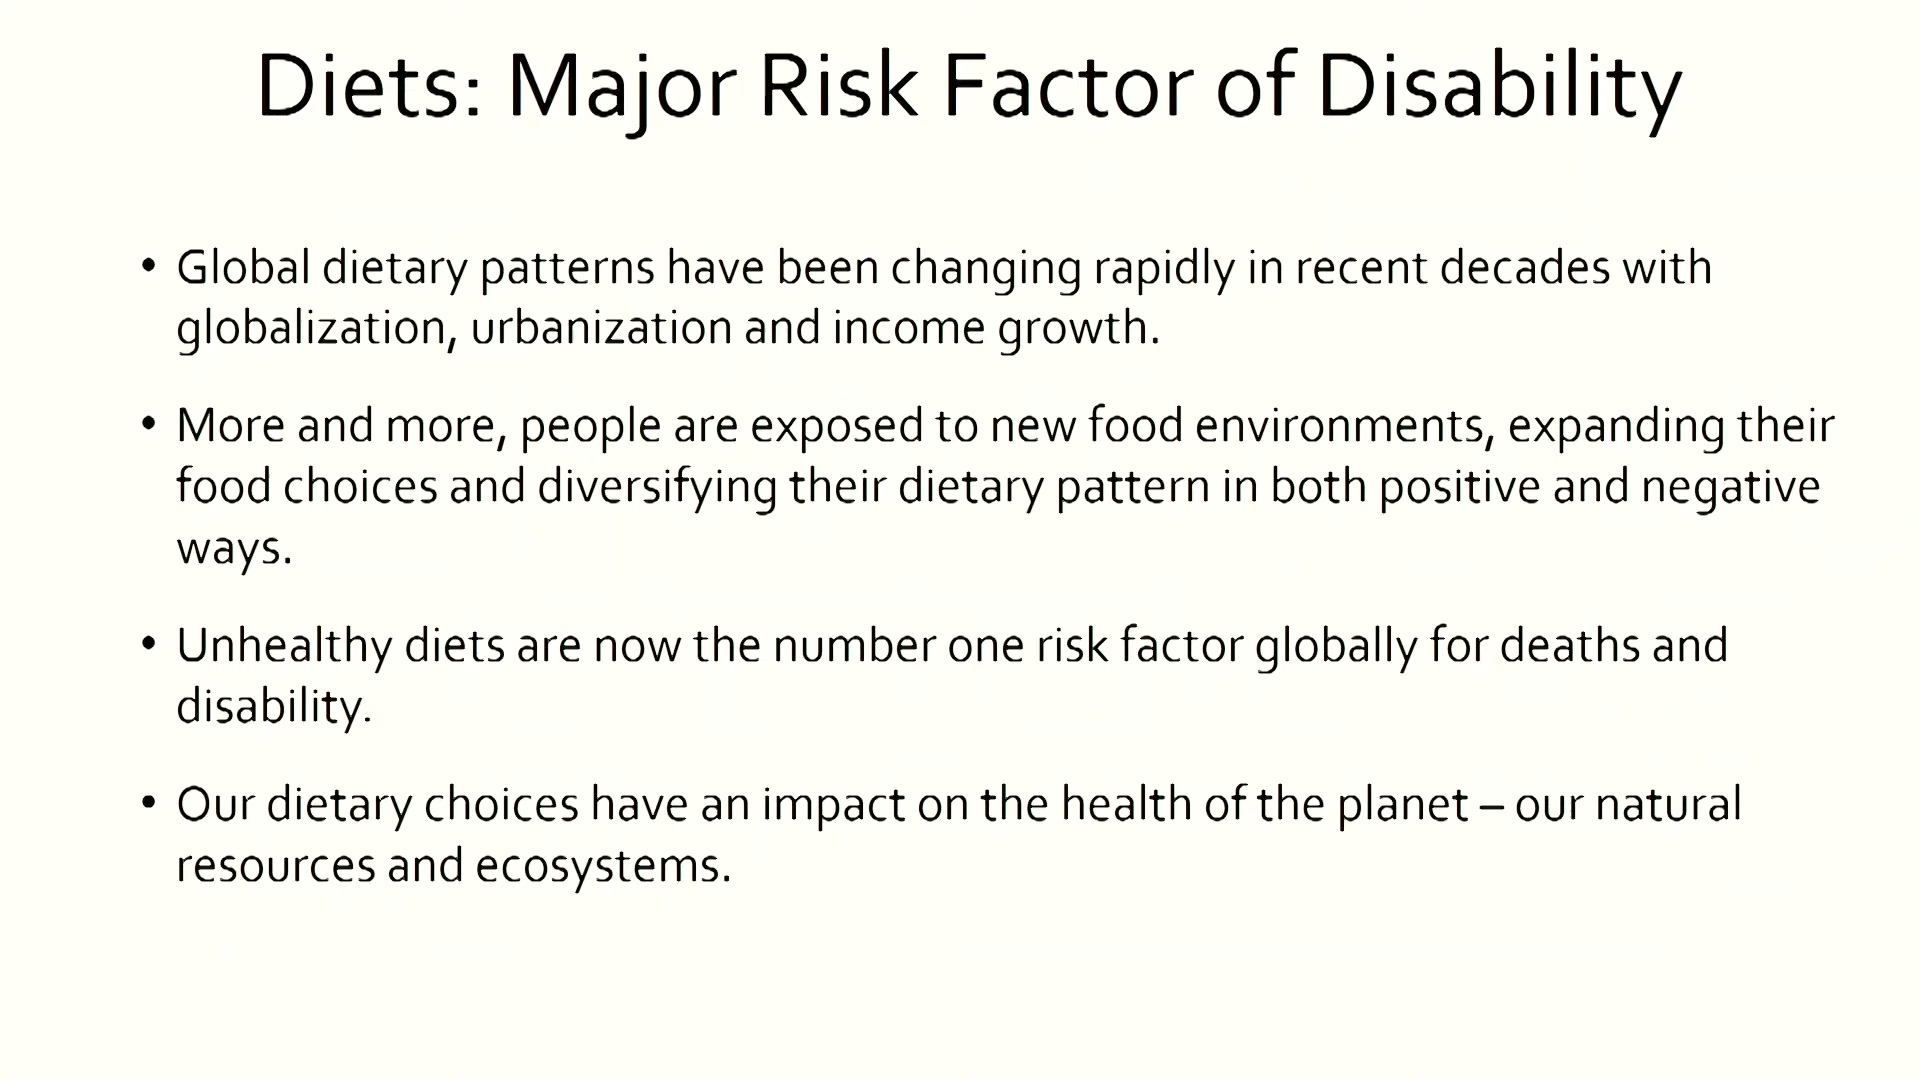 Diets: Major Risk Factor of Disability
• Global dietary patterns have been changing rapidly in recent decades with
globalization, urbanization and income growth.
• More and more, people are exposed to new food environments, expanding their
food choices and diversifying their dietary pattern in both positive and negative
ways.
• Unhealthy diets are now the number one risk factor globally for deaths and
disability.
• Our dietary choices have an impact on the health of the planet – our natural
resources and ecosystems.